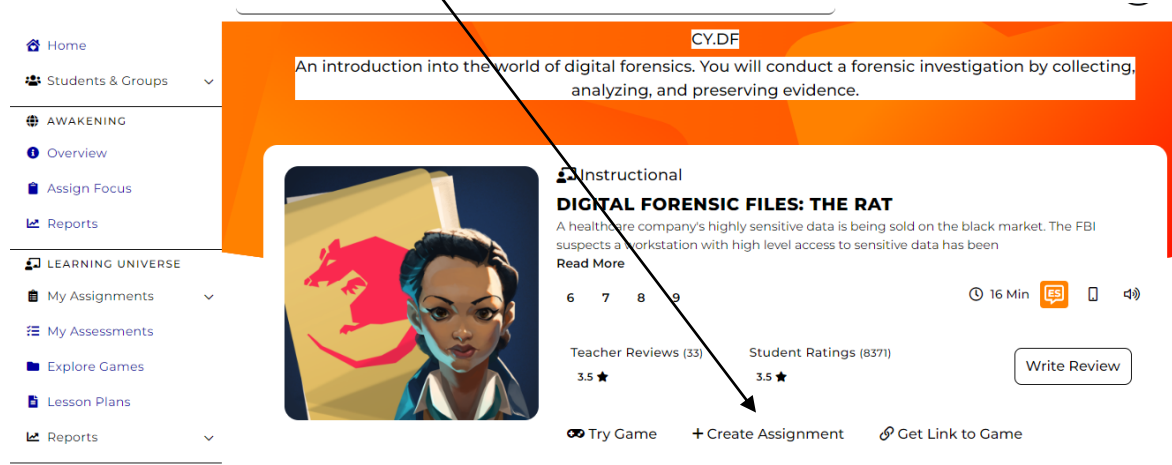 Home
Students & Groups
AWAKENING
Overview
Assign Focus
Reports
LEARNING UNIVERSE
My Assignments
My Assessments
Explore Games
Lesson Plans
Reports
CY.DF
An introduction into the world of digital forensics. You will conduct a forensic investigation by collecting,
analyzing, and preserving evidence.
Instructional
DIGITAL FORENSIC FILES: THE RAT
A healthcare company's highly sensitive data is being sold on the black market. The FBI
suspects a workstation with high level access to sensitive data has been
Read More
6 7 8 9
16 Min ES
Teacher Reviews (33) Student Ratings (8371)
3.5 3.5
Write Review
Try Game Create Assignment Get Link to Game